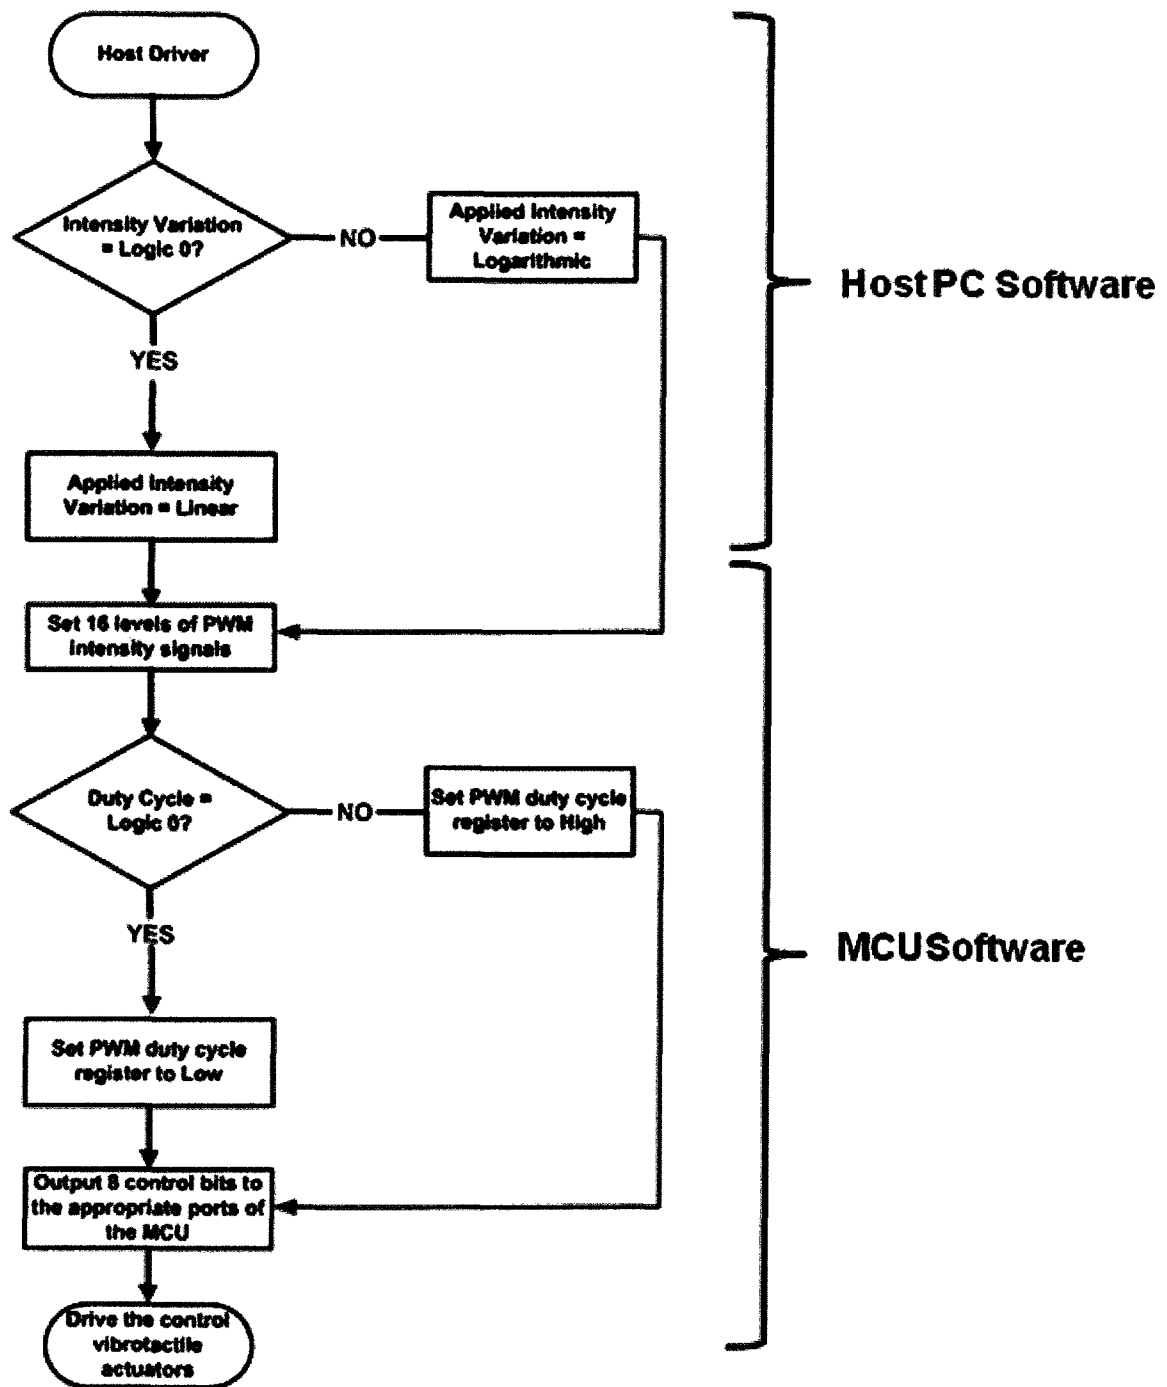 Host Driver
Intensity Variation
= Logic 0?
NO
Applied Intensity
Variation =
Logarithmic
Host PC Software
YES
Applied Intensity
Variation = Linear
Set 16 levels of PWM
intensity signals
Duty Cycle =
Logic 0?
NO
Set PWM duty cycle
register to High
MCU Software
YES
Set PWM duty cycle
register to Low
Output 8 control bits to
the appropriate ports of
the MCU
Drive the control
vibrotactile
actuators